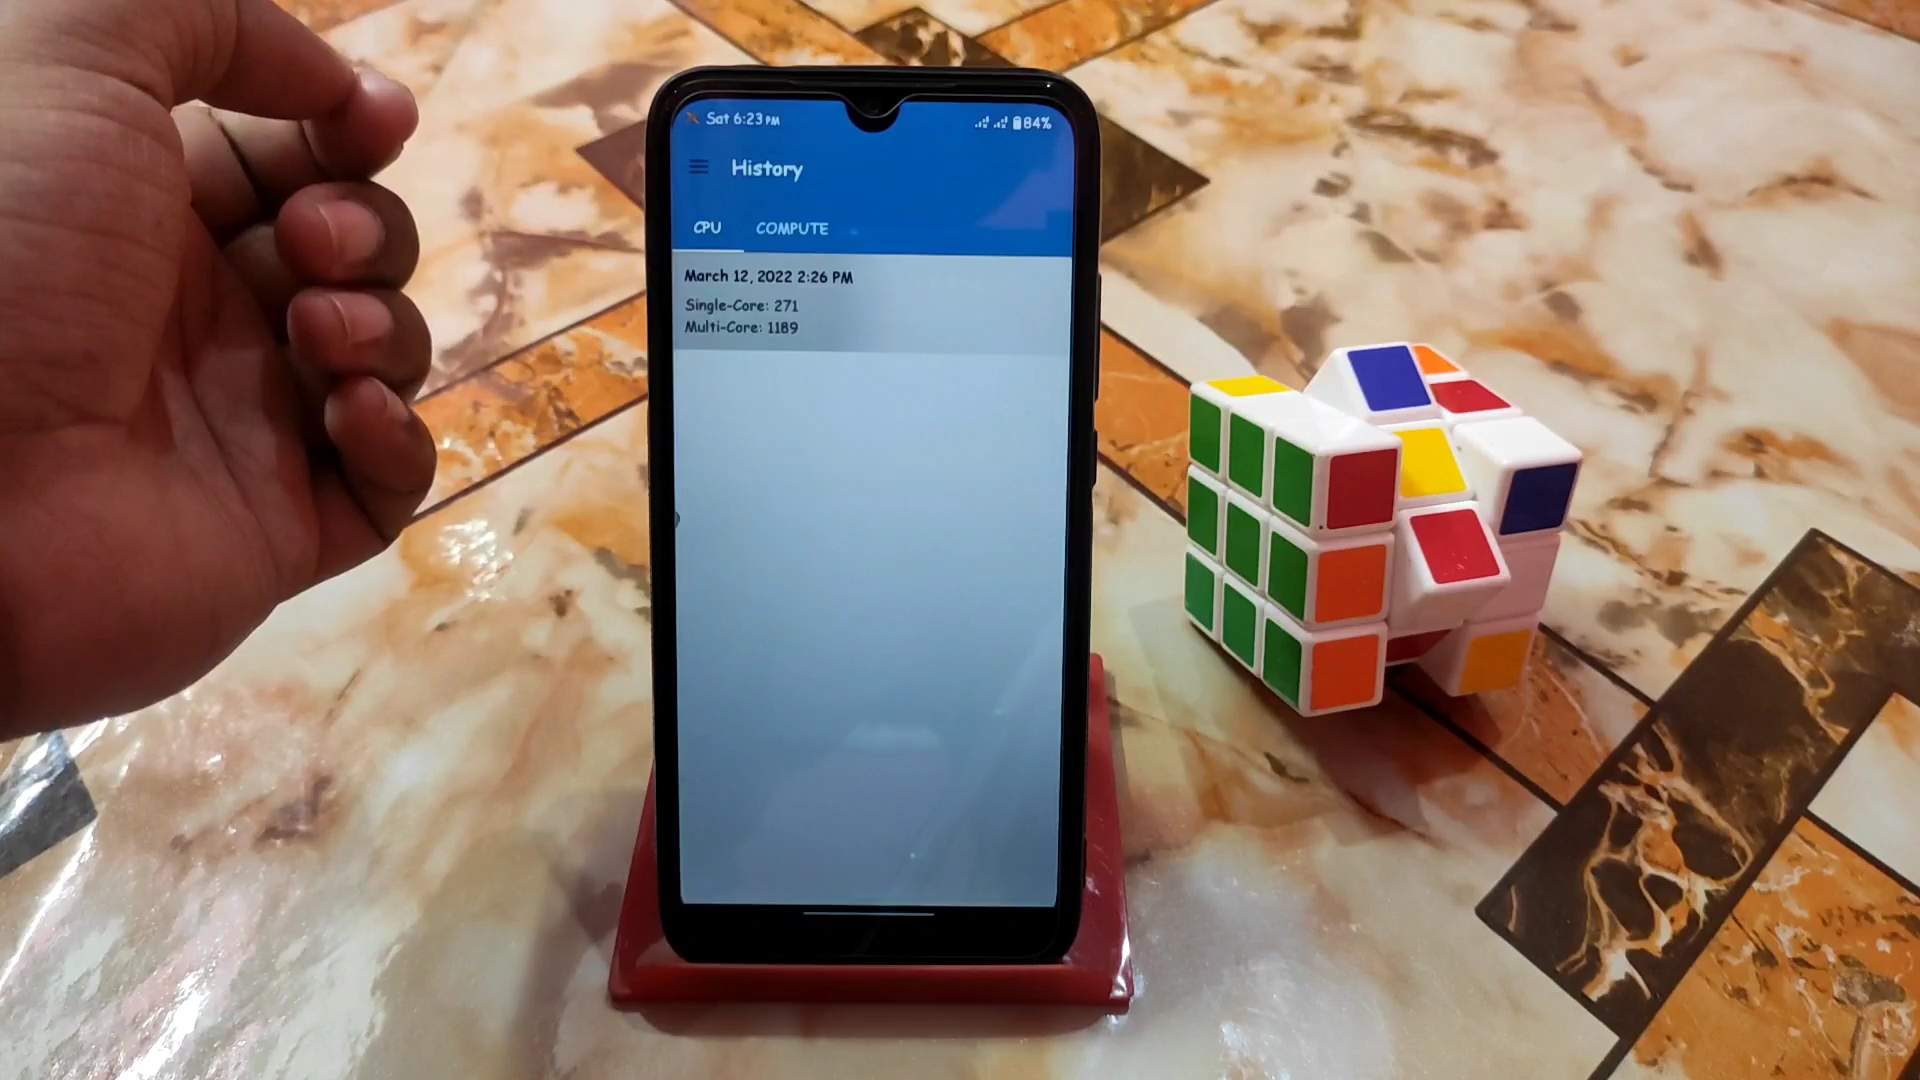 Sat 6:23 PM
84%
History
CPU COMPUTE
March 12, 2022 2:26 PM
Single-Core: 271
Multi-Core: 1189